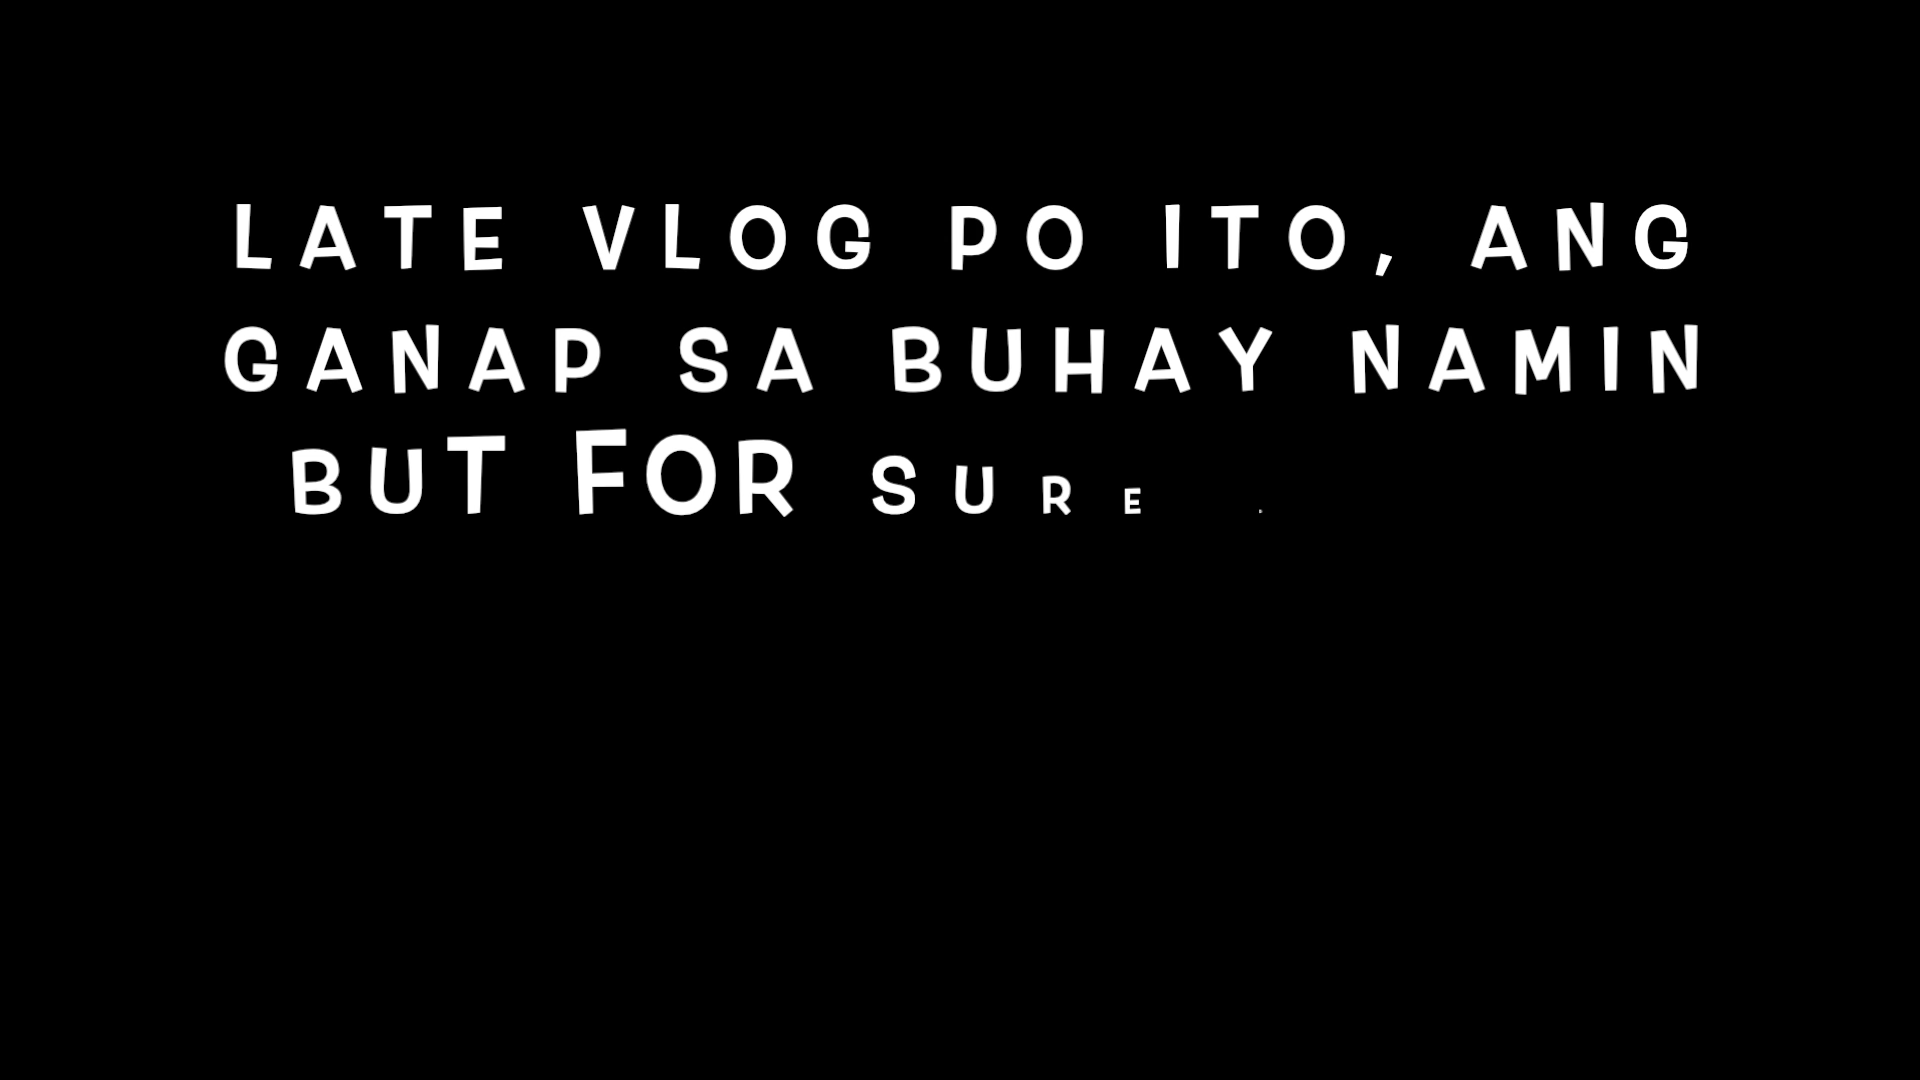 LATE VLOG PO ITO, ANG
GANAP SA BUHAY NAMIN
BUT FOR SURE